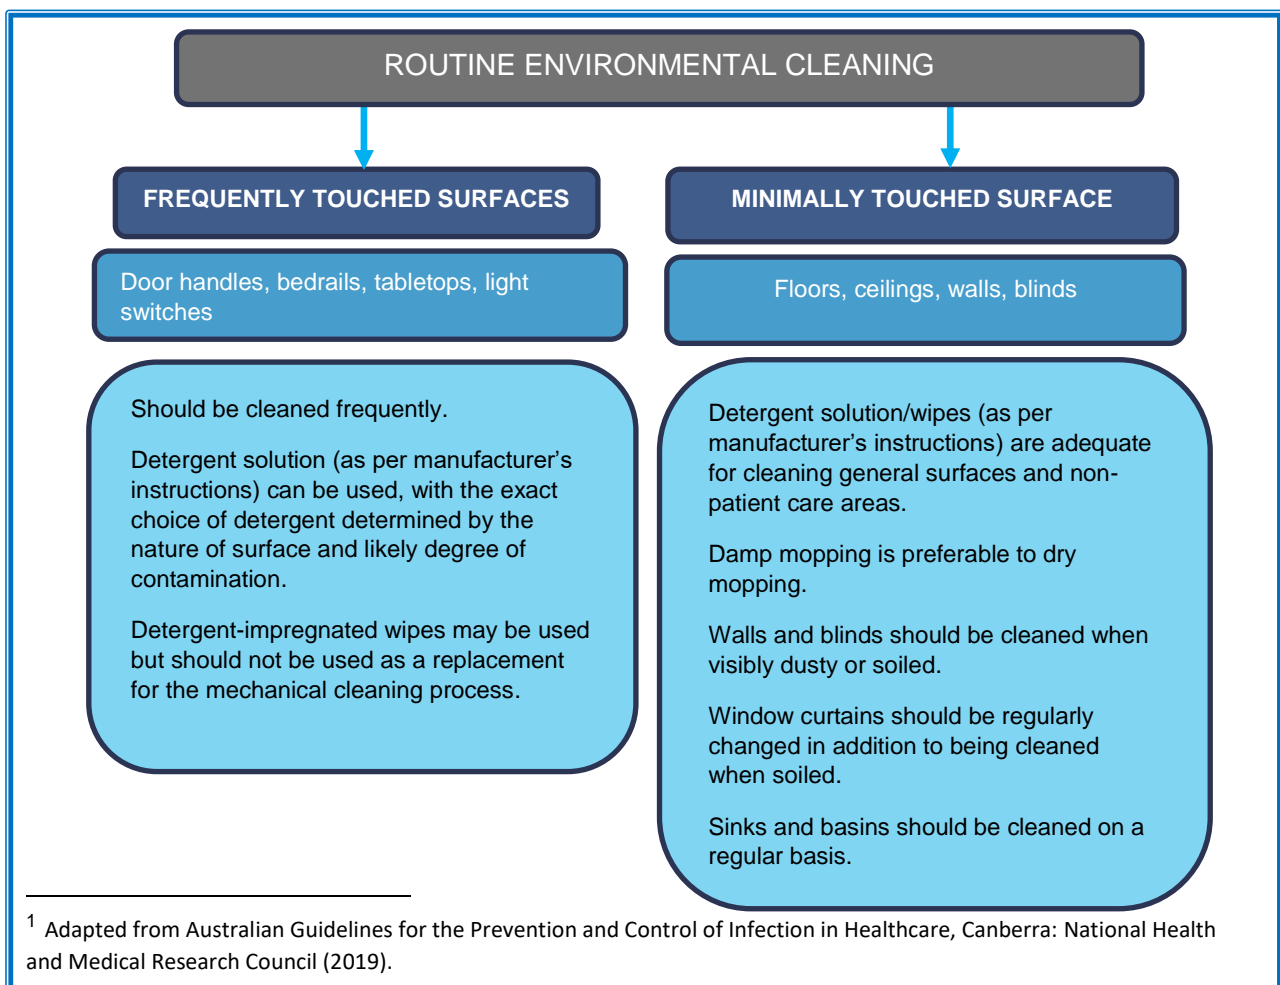 ROUTINE ENVIRONMENTAL CLEANING
FREQUENTLY TOUCHED SURFACES
Door handles, bedrails, tabletops, light
switches
Should be cleaned frequently.
Detergent solution (as per manufacturer’s
instructions) can be used, with the exact
choice of detergent determined by the
nature of surface and likely degree of
contamination.
Detergent-impregnated wipes may be used
but should not be used as a replacement
for the mechanical cleaning process.
MINIMALLY TOUCHED SURFACE
Floors, ceilings, walls, blinds
Detergent solution/wipes (as per
manufacturer’s instructions) are adequate
for cleaning general surfaces and non-
patient care areas.
Damp mopping is preferable to dry
mopping.
Walls and blinds should be cleaned when
visibly dusty or soiled.
Window curtains should be regularly
changed in addition to being cleaned
when soiled.
Sinks and basins should be cleaned on a
regular basis.
1 Adapted from Australian Guidelines for the Prevention and Control of Infection in Healthcare, Canberra: National Health
and Medical Research Council (2019).